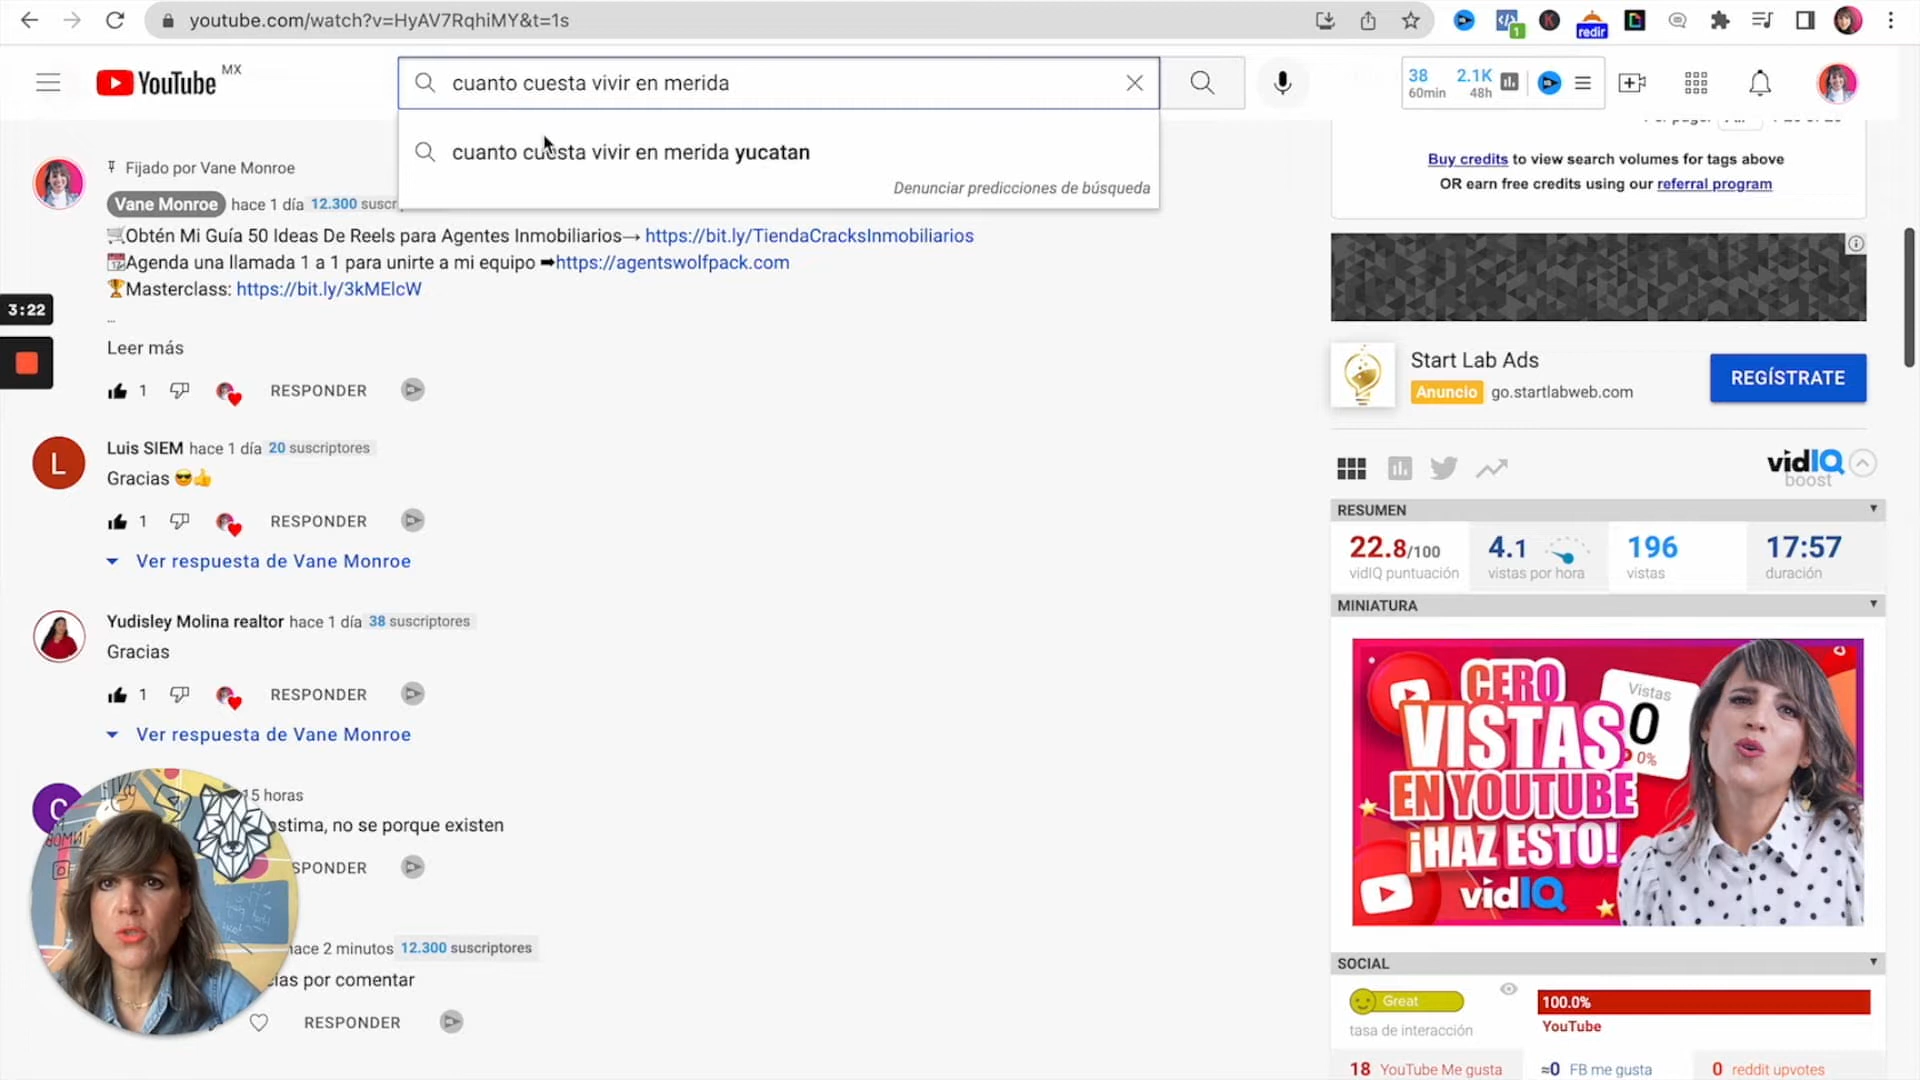 youtube.com/watch?v=HyAV7RqhiMY&t=1s
1
redir
YouTube MX
cuanto cuesta vivir en merida
38 60min 2.1K 48h
cuanto cuesta vivir en merida yucatan
Denunciar predicciones de búsqueda
Fijado por Vane Monroe
Vane Monroe hace 1 día 12.300 suscr
🛒Obtén Mi Guía 50 Ideas De Reels para Agentes Inmobiliarios→ https://bit.ly/TiendaCracksInmobiliarios
📆Agenda una llamada 1 a 1 para unirte a mi equipo ➡https://agentswolfpack.com
🏆Masterclass: https://bit.ly/3kMElcW
...
Leer más
1 RESPONDER
3:22
L
Luis SIEM hace 1 día 20 suscriptores
Gracias 😎👍
1 RESPONDER
Ver respuesta de Vane Monroe
Yudisley Molina realtor hace 1 día 38 suscriptores
Gracias
1 RESPONDER
Ver respuesta de Vane Monroe
C
15 horas
stima, no se porque existen
SPONDER
hace 2 minutos 12.300 suscriptores
ias por comentar
RESPONDER
Buy credits to view search volumes for tags above
OR earn free credits using our referral program
Start Lab Ads
Anuncio go.startlabweb.com
REGÍSTRATE
vidIQ
boost
RESUMEN
22.8/100 4.1 196 17:57
vidIQ puntuación vistas por hora vistas duración
MINIATURA
CERO
VISTAS
EN YOUTUBE
¡HAZ ESTO!
vidIQ
Vistas
0
0%
SOCIAL
Great
tasa de interacción
100.0%
YouTube
18 YouTube Me gusta ≈0 FB me gusta 0 reddit upvotes